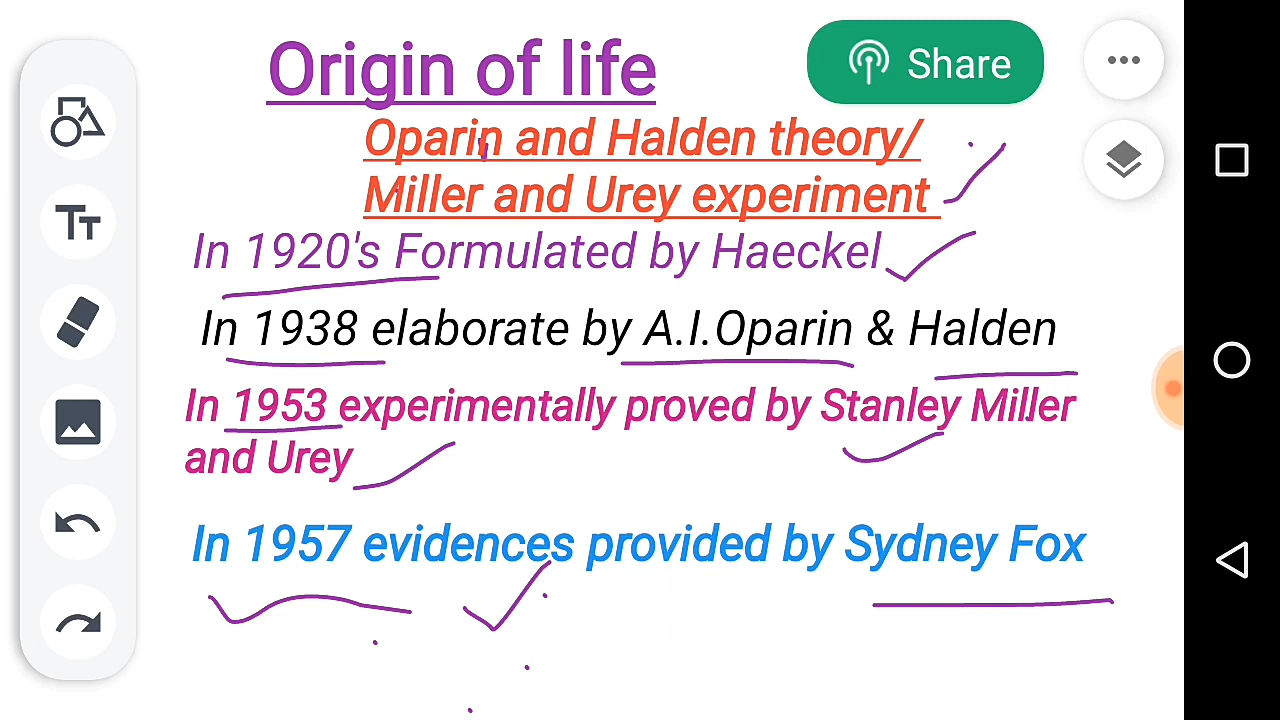 Origin of life
Share
Oparin and Halden theory/
Miller and Urey experiment
In 1920's Formulated by Haeckel
In 1938 elaborate by A.I.Oparin & Halden
In 1953 experimentally proved by Stanley Miller
and Urey
In 1957 evidences provided by Sydney Fox
TT